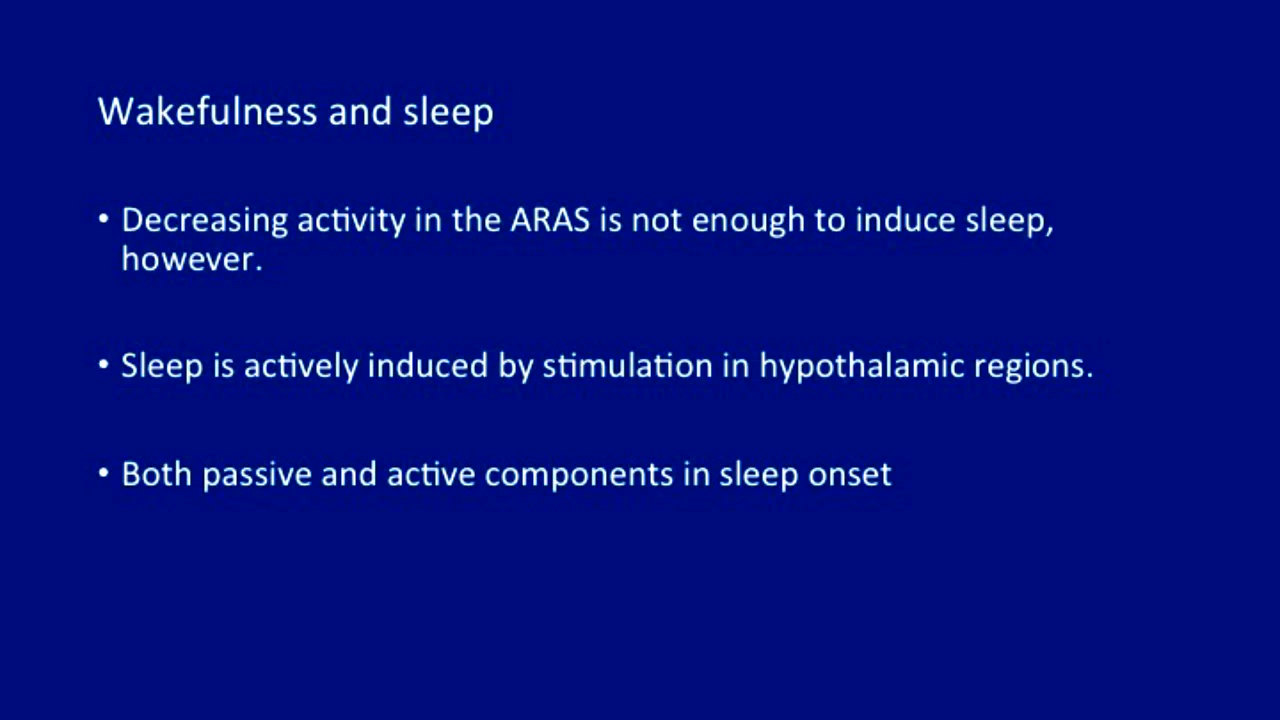 Wakefulness and sleep
• Decreasing activity in the ARAS is not enough to induce sleep,
however.
• Sleep is actively induced by stimulation in hypothalamic regions.
• Both passive and active components in sleep onset